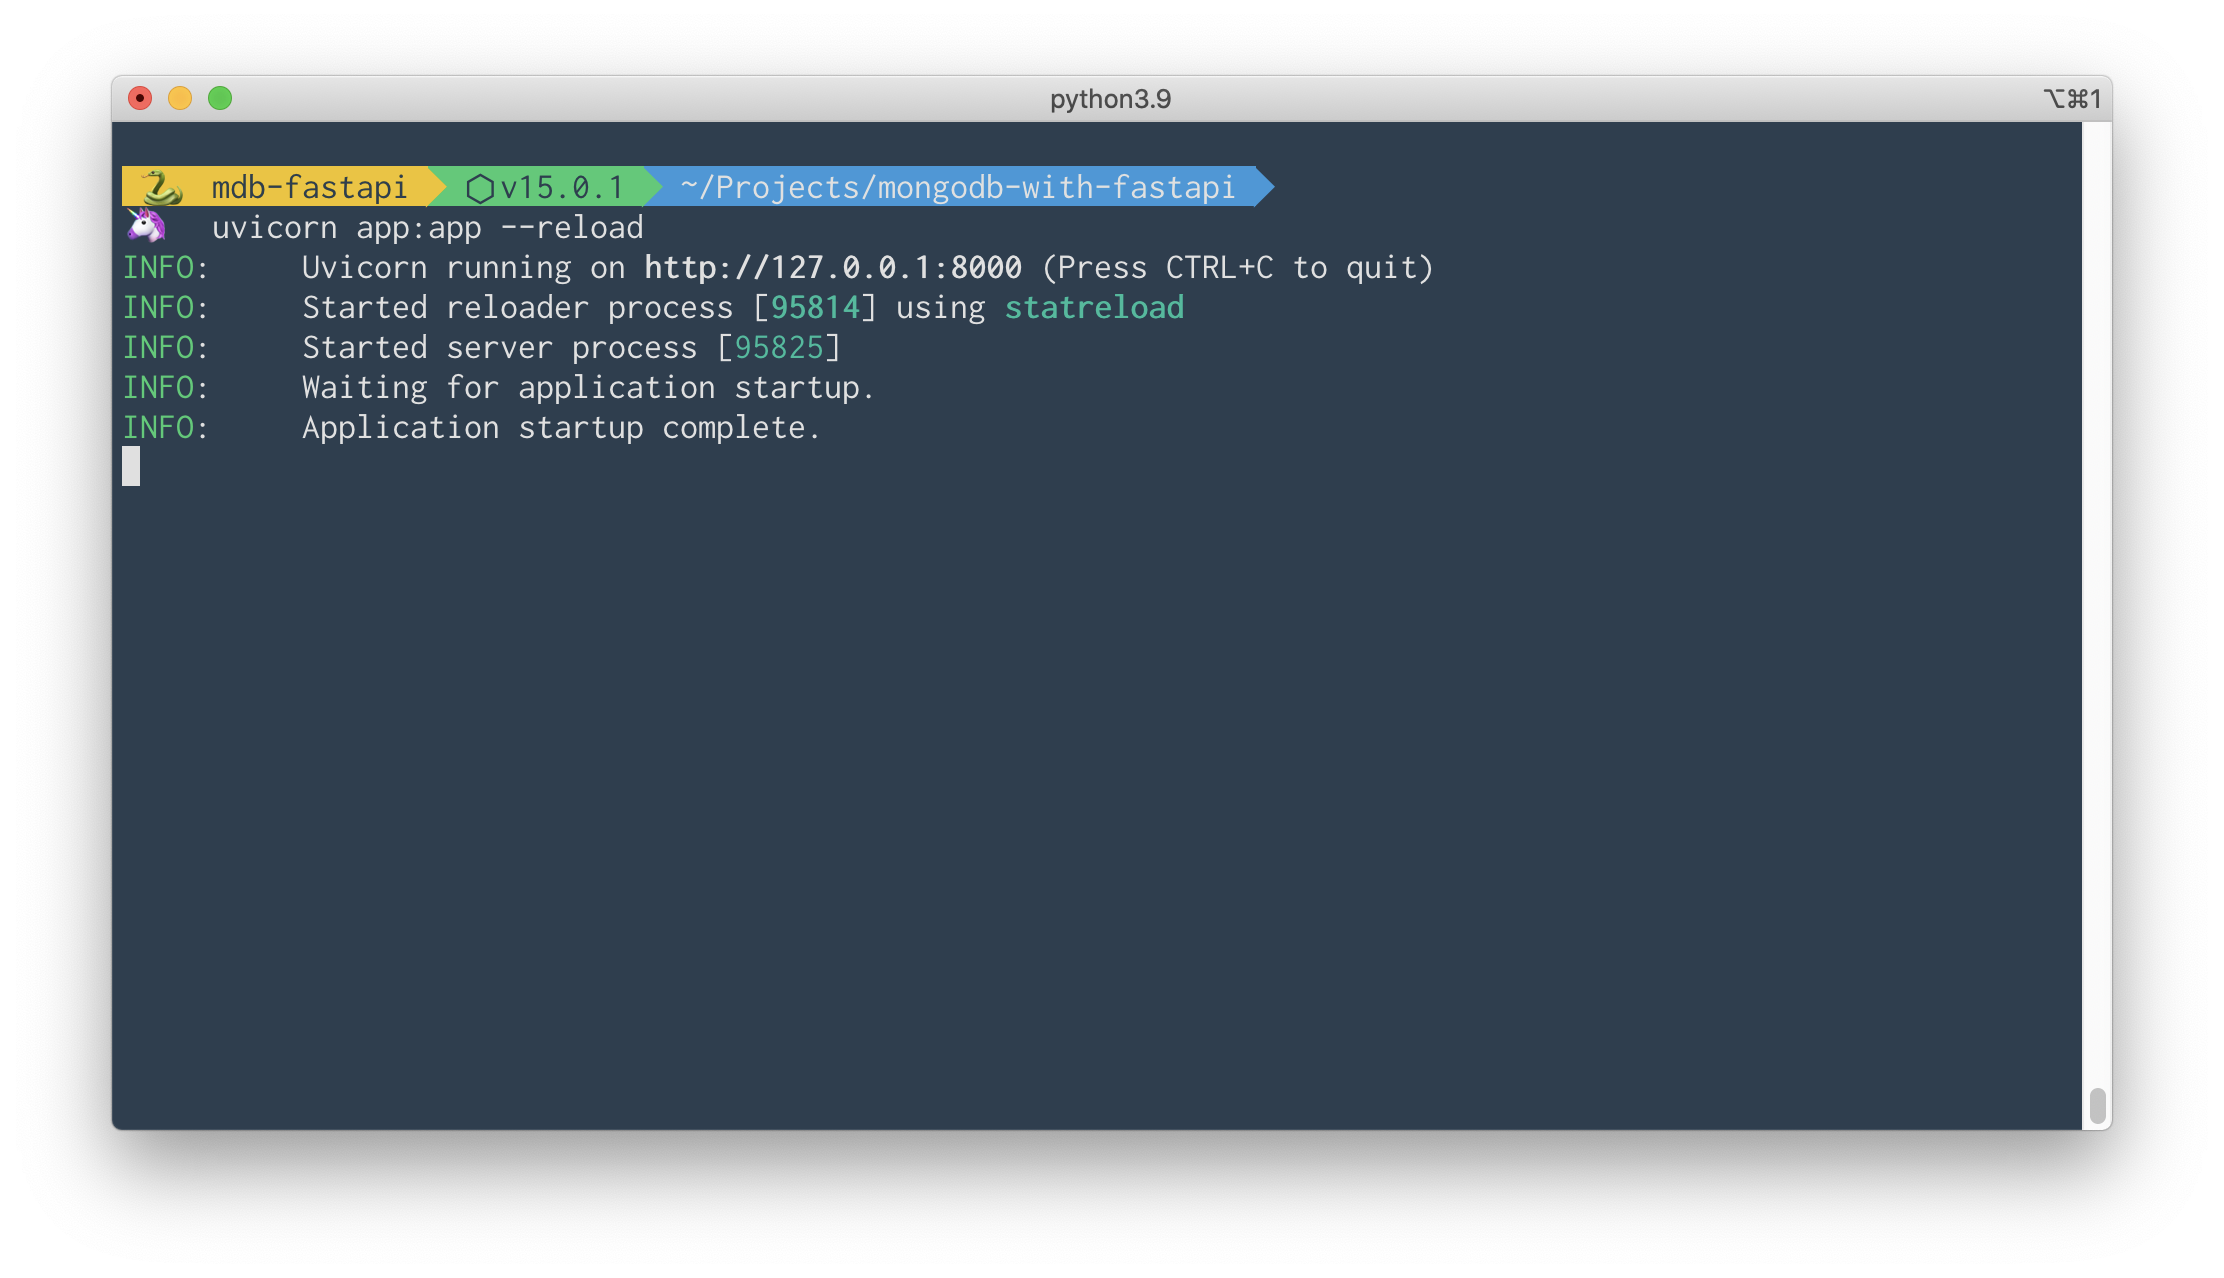 python3.9 ⌥⌘1
🐍 mdb-fastapi ⬡v15.0.1 ~/Projects/mongodb-with-fastapi
🦄 uvicorn app:app --reload
INFO: Uvicorn running on http://127.0.0.1:8000 (Press CTRL+C to quit)
INFO: Started reloader process [95814] using statreload
INFO: Started server process [95825]
INFO: Waiting for application startup.
INFO: Application startup complete.